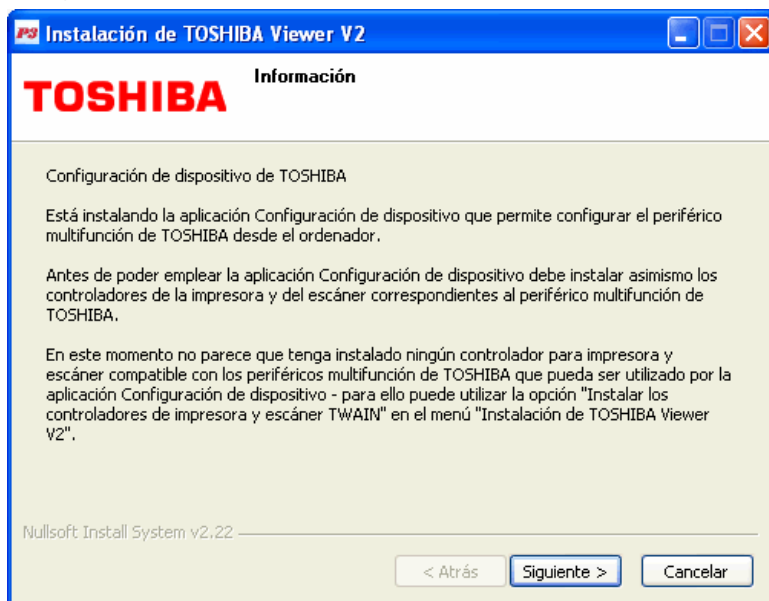 P3 Instalación de TOSHIBA Viewer V2
TOSHIBA
Información
Configuración de dispositivo de TOSHIBA
Está instalando la aplicación Configuración de dispositivo que permite configurar el periférico
multifunción de TOSHIBA desde el ordenador.
Antes de poder emplear la aplicación Configuración de dispositivo debe instalar asimismo los
controladores de la impresora y del escáner correspondientes al periférico multifunción de
TOSHIBA.
En este momento no parece que tenga instalado ningún controlador para impresora y
escáner compatible con los periféricos multifunción de TOSHIBA que pueda ser utilizado por la
aplicación Configuración de dispositivo - para ello puede utilizar la opción "Instalar los
controladores de impresora y escáner TWAIN" en el menú "Instalación de TOSHIBA Viewer
V2".
Nullsoft Install System v2.22
< Atrás Siguiente > Cancelar